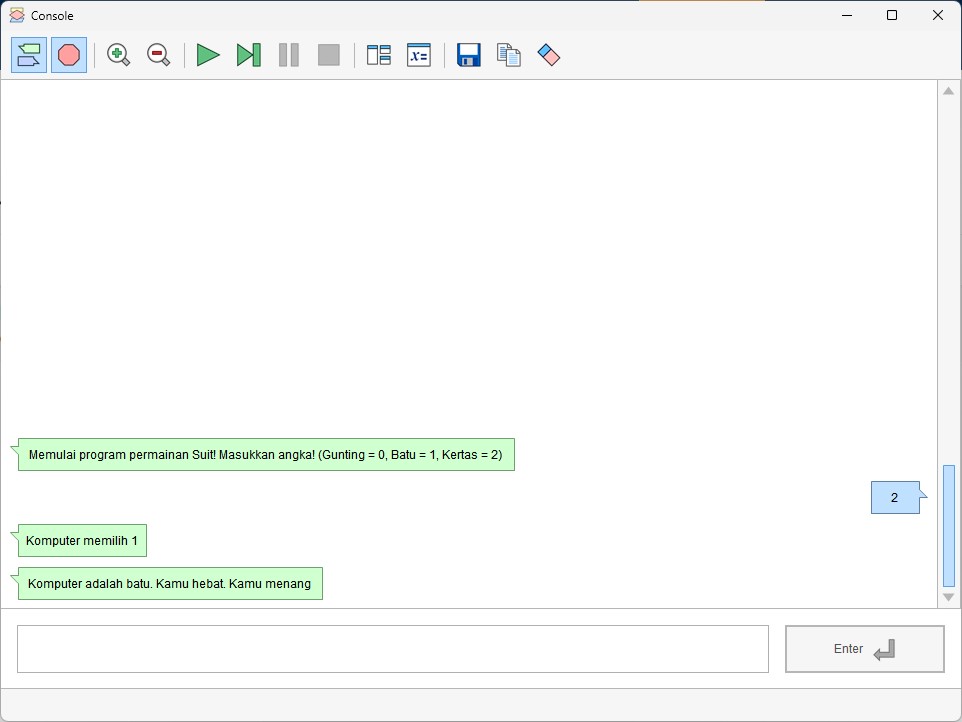 Console
x=
Memulai program permainan Suit! Masukkan angka! (Gunting = 0, Batu = 1, Kertas = 2)
2
Komputer memilih 1
Komputer adalah batu. Kamu hebat. Kamu menang
Enter